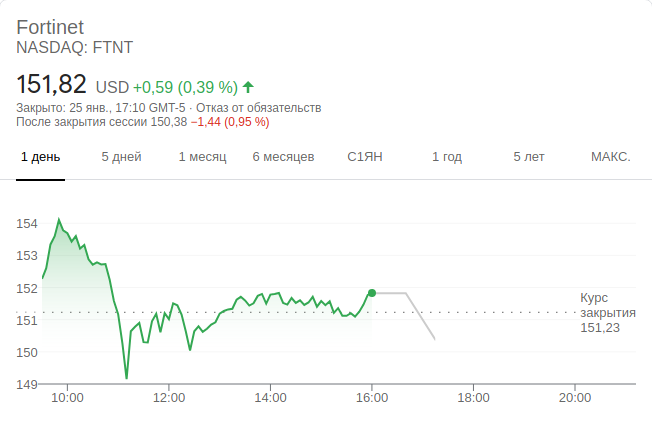 Fortinet
NASDAQ: FTNT
151,82 USD +0,59 (0,39 %)
Закрыто: 25 янв., 17:10 GMT-5 · Отказ от обязательств
После закрытия сессии 150,38 −1,44 (0,95 %)
1 день 5 дней 1 месяц 6 месяцев С1ЯН 1 год 5 лет МАКС.
154
153
152
151
150
149
Курс
закрытия
151,23
10:00 12:00 14:00 16:00 18:00 20:00